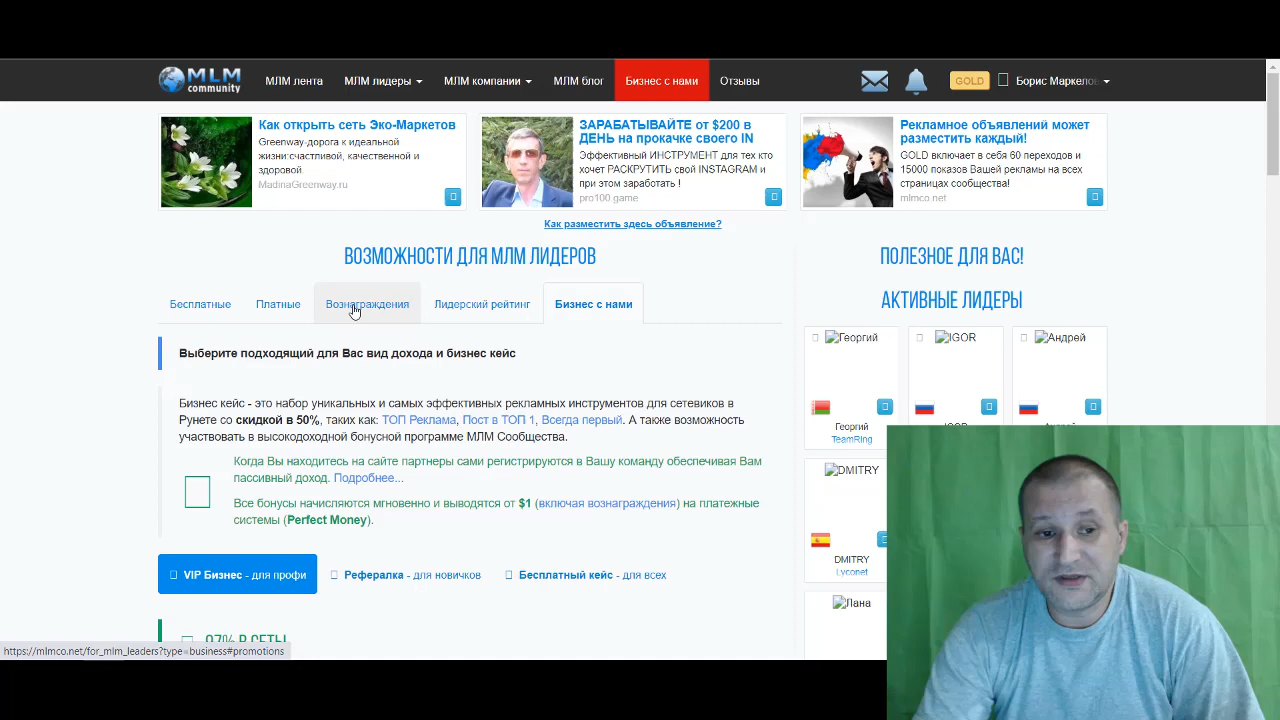 MLM community
МЛМ лента
МЛМ лидеры
МЛМ компании
МЛМ блог
Бизнес с нами
Отзывы
GOLD
Борис Маркелов
Как открыть сеть Эко-Маркетов
Greenway-дорога к идеальной
жизни:счастливой, качественной и
здоровой.
MadinaGreenway.ru
ЗАРАБАТЫВАЙТЕ от $200 в
ДЕНЬ на прокачке своего IN
Эффективный ИНСТРУМЕНТ для тех кто
хочет РАСКРУТИТЬ свой INSTAGRAM и
при этом заработать !
pro100.game
Рекламное объявлений может
разместить каждый!
GOLD включает в себя 60 переходов и
15000 показов Вашей рекламы на всех
страницах сообщества!
mlmco.net
Как разместить здесь объявление?
ВОЗМОЖНОСТИ ДЛЯ МЛМ ЛИДЕРОВ
Бесплатные
Платные
Вознаграждения
Лидерский рейтинг
Бизнес с нами
Выберите подходящий для Вас вид дохода и бизнес кейс
Бизнес кейс - это набор уникальных и самых эффективных рекламных инструментов для сетевиков в
Рунете со скидкой в 50%, таких как: ТОП Реклама, Пост в ТОП 1, Всегда первый. А также возможность
участвовать в высокодоходной бонусной программе МЛМ Сообщества.
Когда Вы находитесь на сайте партнеры сами регистрируются в Вашу команду обеспечивая Вам
пассивный доход. Подробнее...
Все бонусы начисляются мгновенно и выводятся от $1 (включая вознаграждения) на платежные
системы (Perfect Money).
VIP Бизнес - для профи
Рефералка - для новичков
Бесплатный кейс - для всех
97% В СЕТЬ!
ПОЛЕЗНОЕ ДЛЯ ВАС!
АКТИВНЫЕ ЛИДЕРЫ
Георгий
IGOR
Андрей
Георгий
TeamRing
IGOR
DMITRY
DMITRY
Lyconet
Лана
https://mlmco.net/for_mlm_leaders?type=business#promotions